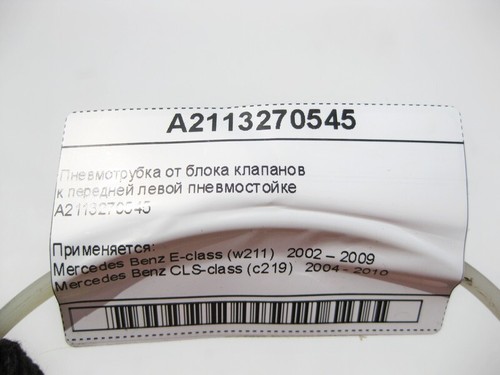 A2113270545
Пневмотрубка от блока клапанов
к передней левой пневмостойке
A2113270545
Применяется:
Mercedes Benz E-class (w211) 2002 – 2009
Mercedes Benz CLS-class (c219) 2004 - 2010